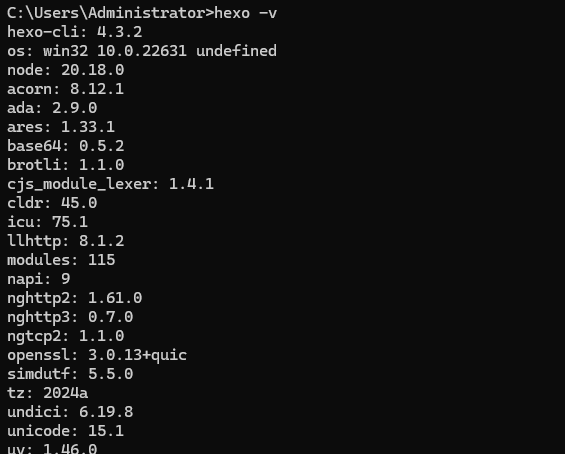 C:\Users\Administrator>hexo -v
hexo-cli: 4.3.2
os: win32 10.0.22631 undefined
node: 20.18.0
acorn: 8.12.1
ada: 2.9.0
ares: 1.33.1
base64: 0.5.2
brotli: 1.1.0
cjs_module_lexer: 1.4.1
cldr: 45.0
icu: 75.1
llhttp: 8.1.2
modules: 115
napi: 9
nghttp2: 1.61.0
nghttp3: 0.7.0
ngtcp2: 1.1.0
openssl: 3.0.13+quic
simdutf: 5.5.0
tz: 2024a
undici: 6.19.8
unicode: 15.1
uv: 1.46.0